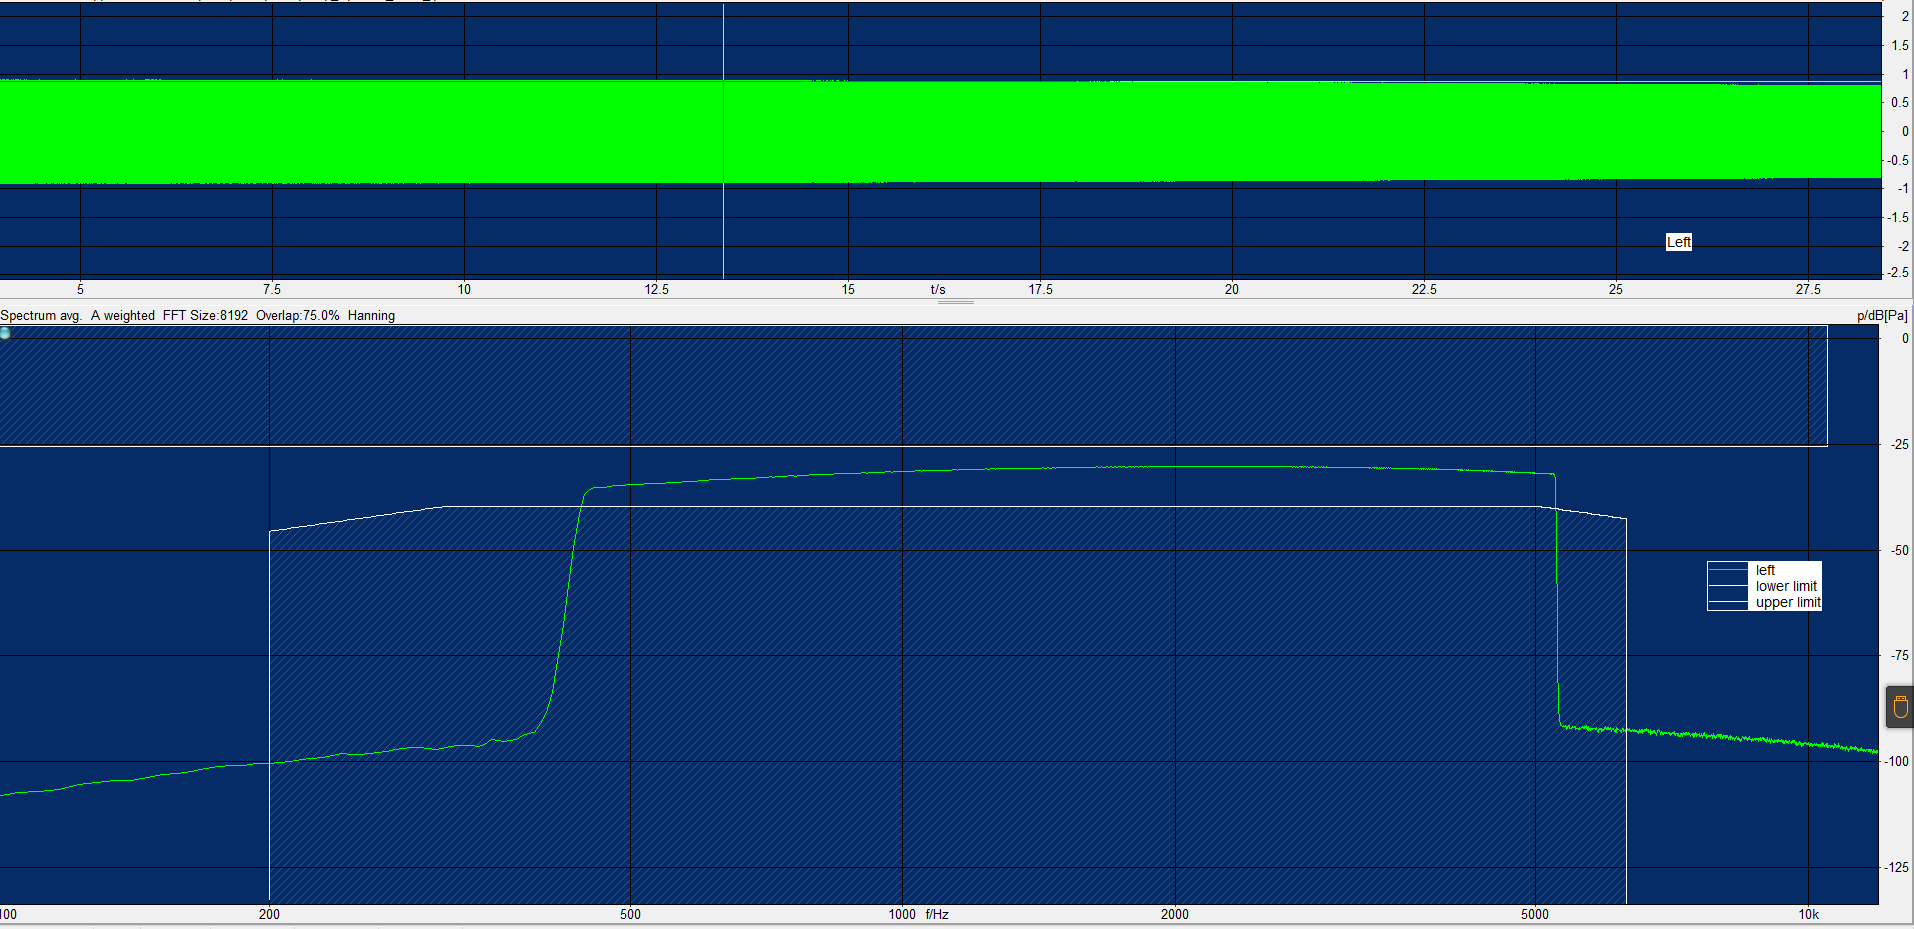 2
1.5
1
0.5
0
-0.5
-1
-1.5
-2
-2.5
Left
5 7.5 10 12.5 15 t/s 17.5 20 22.5 25 27.5
Spectrum avg. A weighted FFT Size:8192 Overlap:75.0% Hanning p/dB[Pa]
0
-25
-50
left
lower limit
upper limit
-75
-100
-125
100 200 500 1000 f/Hz 2000 5000 10k